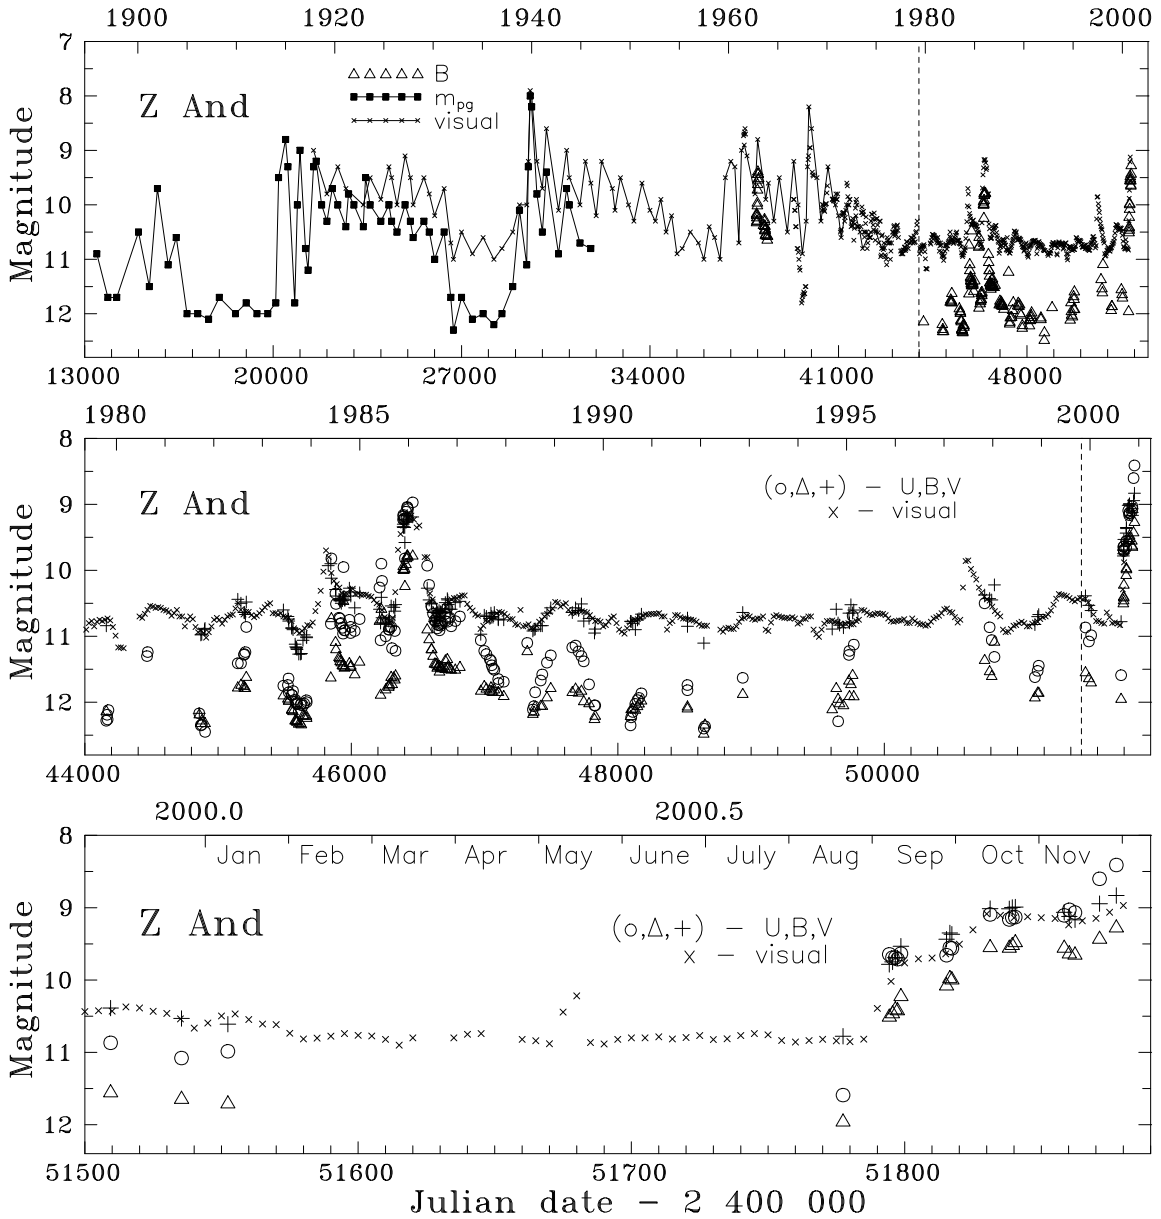 1900 1920 1940 1960 1980 2000
7
△ △ △ △ △ B
Z And
m_pg
visual
8
9
10
11
12
Magnitude
13000 20000 27000 34000 41000 48000
1980 1985 1990 1995 2000
8
Z And
(o,Δ,+) – U,B,V
x – visual
9
10
11
12
Magnitude
44000 46000 48000 50000
2000.0 2000.5
8
Jan Feb Mar Apr May June July Aug Sep Oct Nov
Z And
(o,Δ,+) – U,B,V
x – visual
9
10
11
12
Magnitude
51500 51600 51700 51800
Julian date – 2 400 000